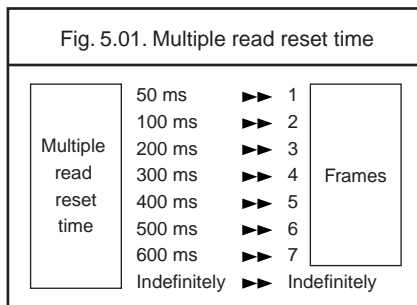 Fig. 5.01. Multiple read reset time
Multiple
read
reset
time
50 ms ►► 1
100 ms ►► 2
200 ms ►► 3
300 ms ►► 4
400 ms ►► 5
500 ms ►► 6
600 ms ►► 7
Indefinitely ►► Indefinitely
Frames